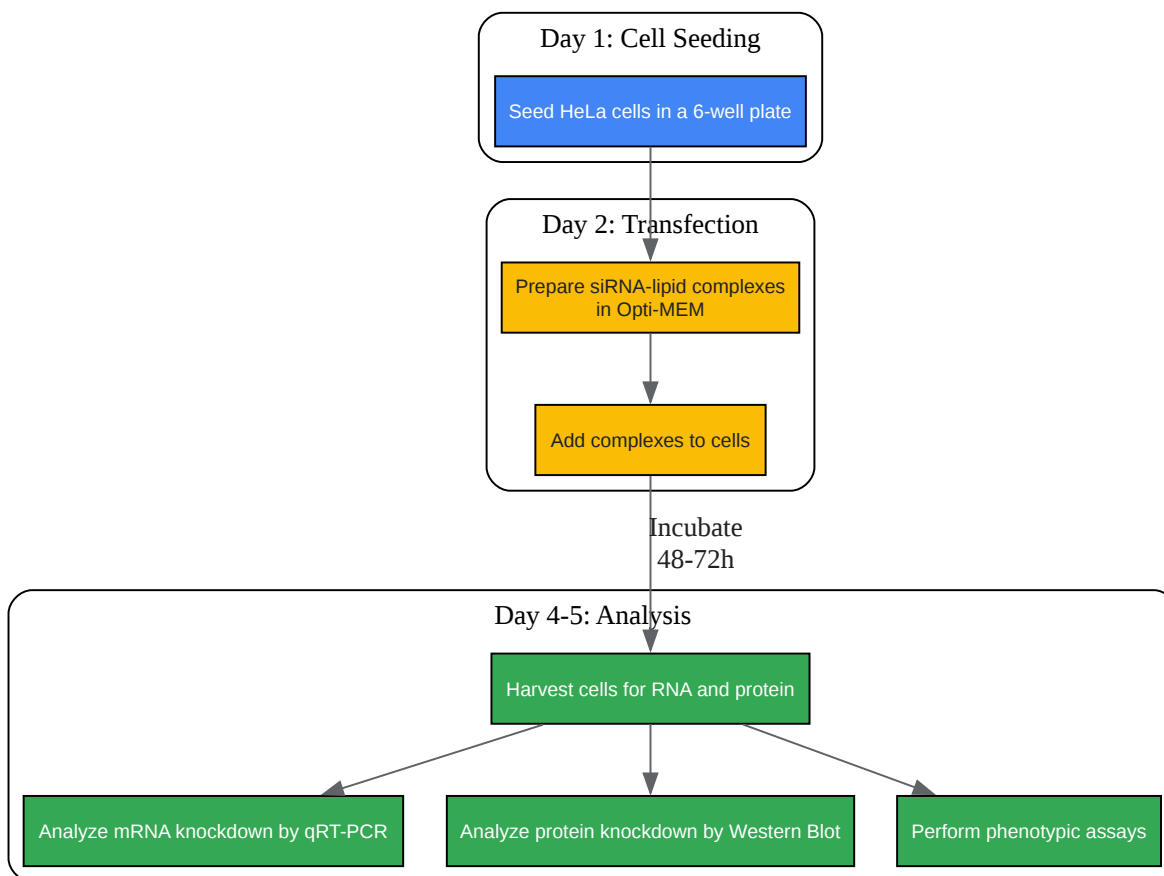 Day 1: Cell Seeding
Seed HeLa cells in a 6-well plate
Day 2: Transfection
Prepare siRNA-lipid complexes
in Opti-MEM
Add complexes to cells
Incubate
48-72h
Day 4-5: Analysis
Harvest cells for RNA and protein
Analyze mRNA knockdown by qRT-PCR
Analyze protein knockdown by Western Blot
Perform phenotypic assays